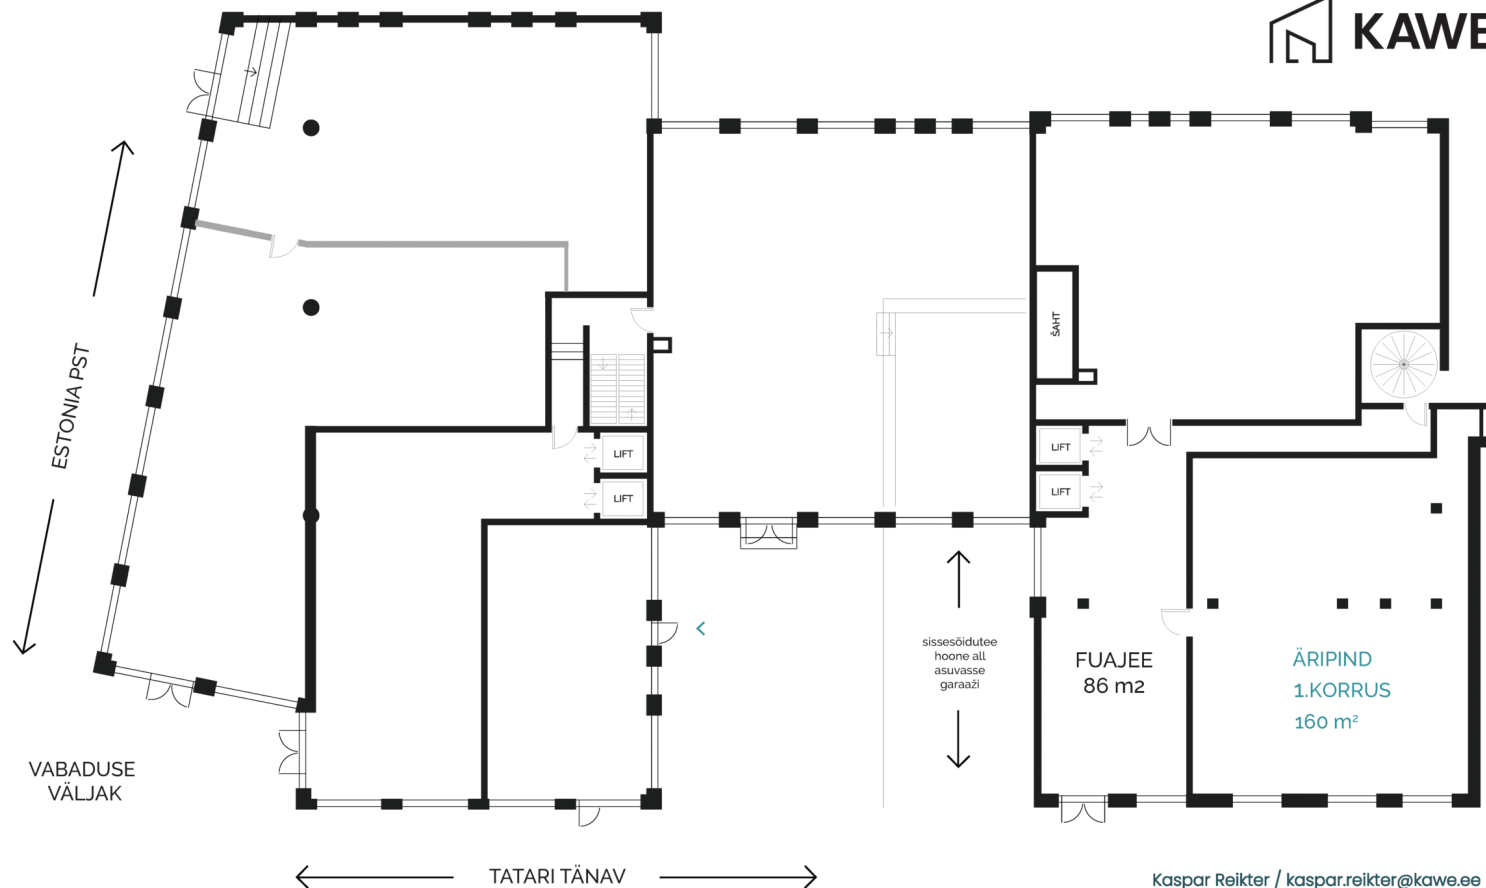 KAWE
ESTONIA PST
ŠAHT
LIFT
LIFT
LIFT
LIFT
sissesõidutee
hoone all
asuvasse
garaaži
FUAJEE
86 m2
ÄRIPIND
1.KORRUS
160 m²
VABADUSE
VÄLJAK
TATARI TÄNAV
Kaspar Reikter / kaspar.reikter@kawe.ee